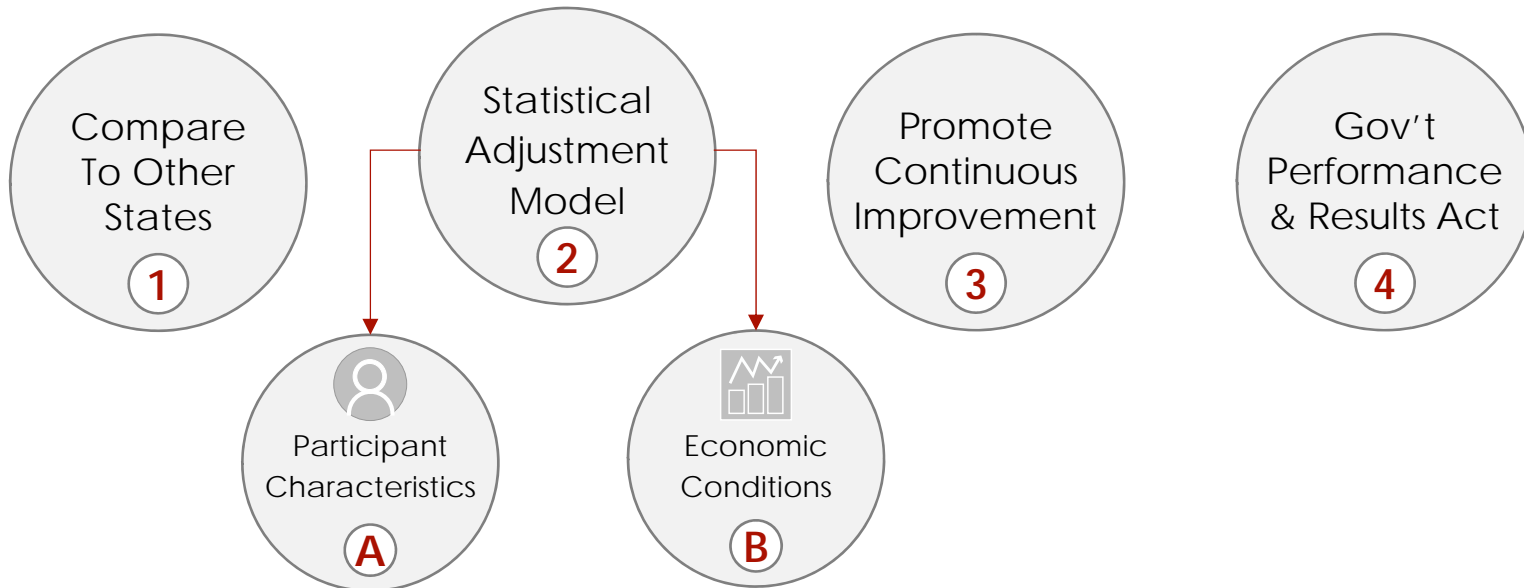 Compare
To Other
States
1
Statistical
Adjustment
Model
2
Promote
Continuous
Improvement
3
Gov't
Performance
& Results Act
4
Participant
Characteristics
A
Economic
Conditions
B